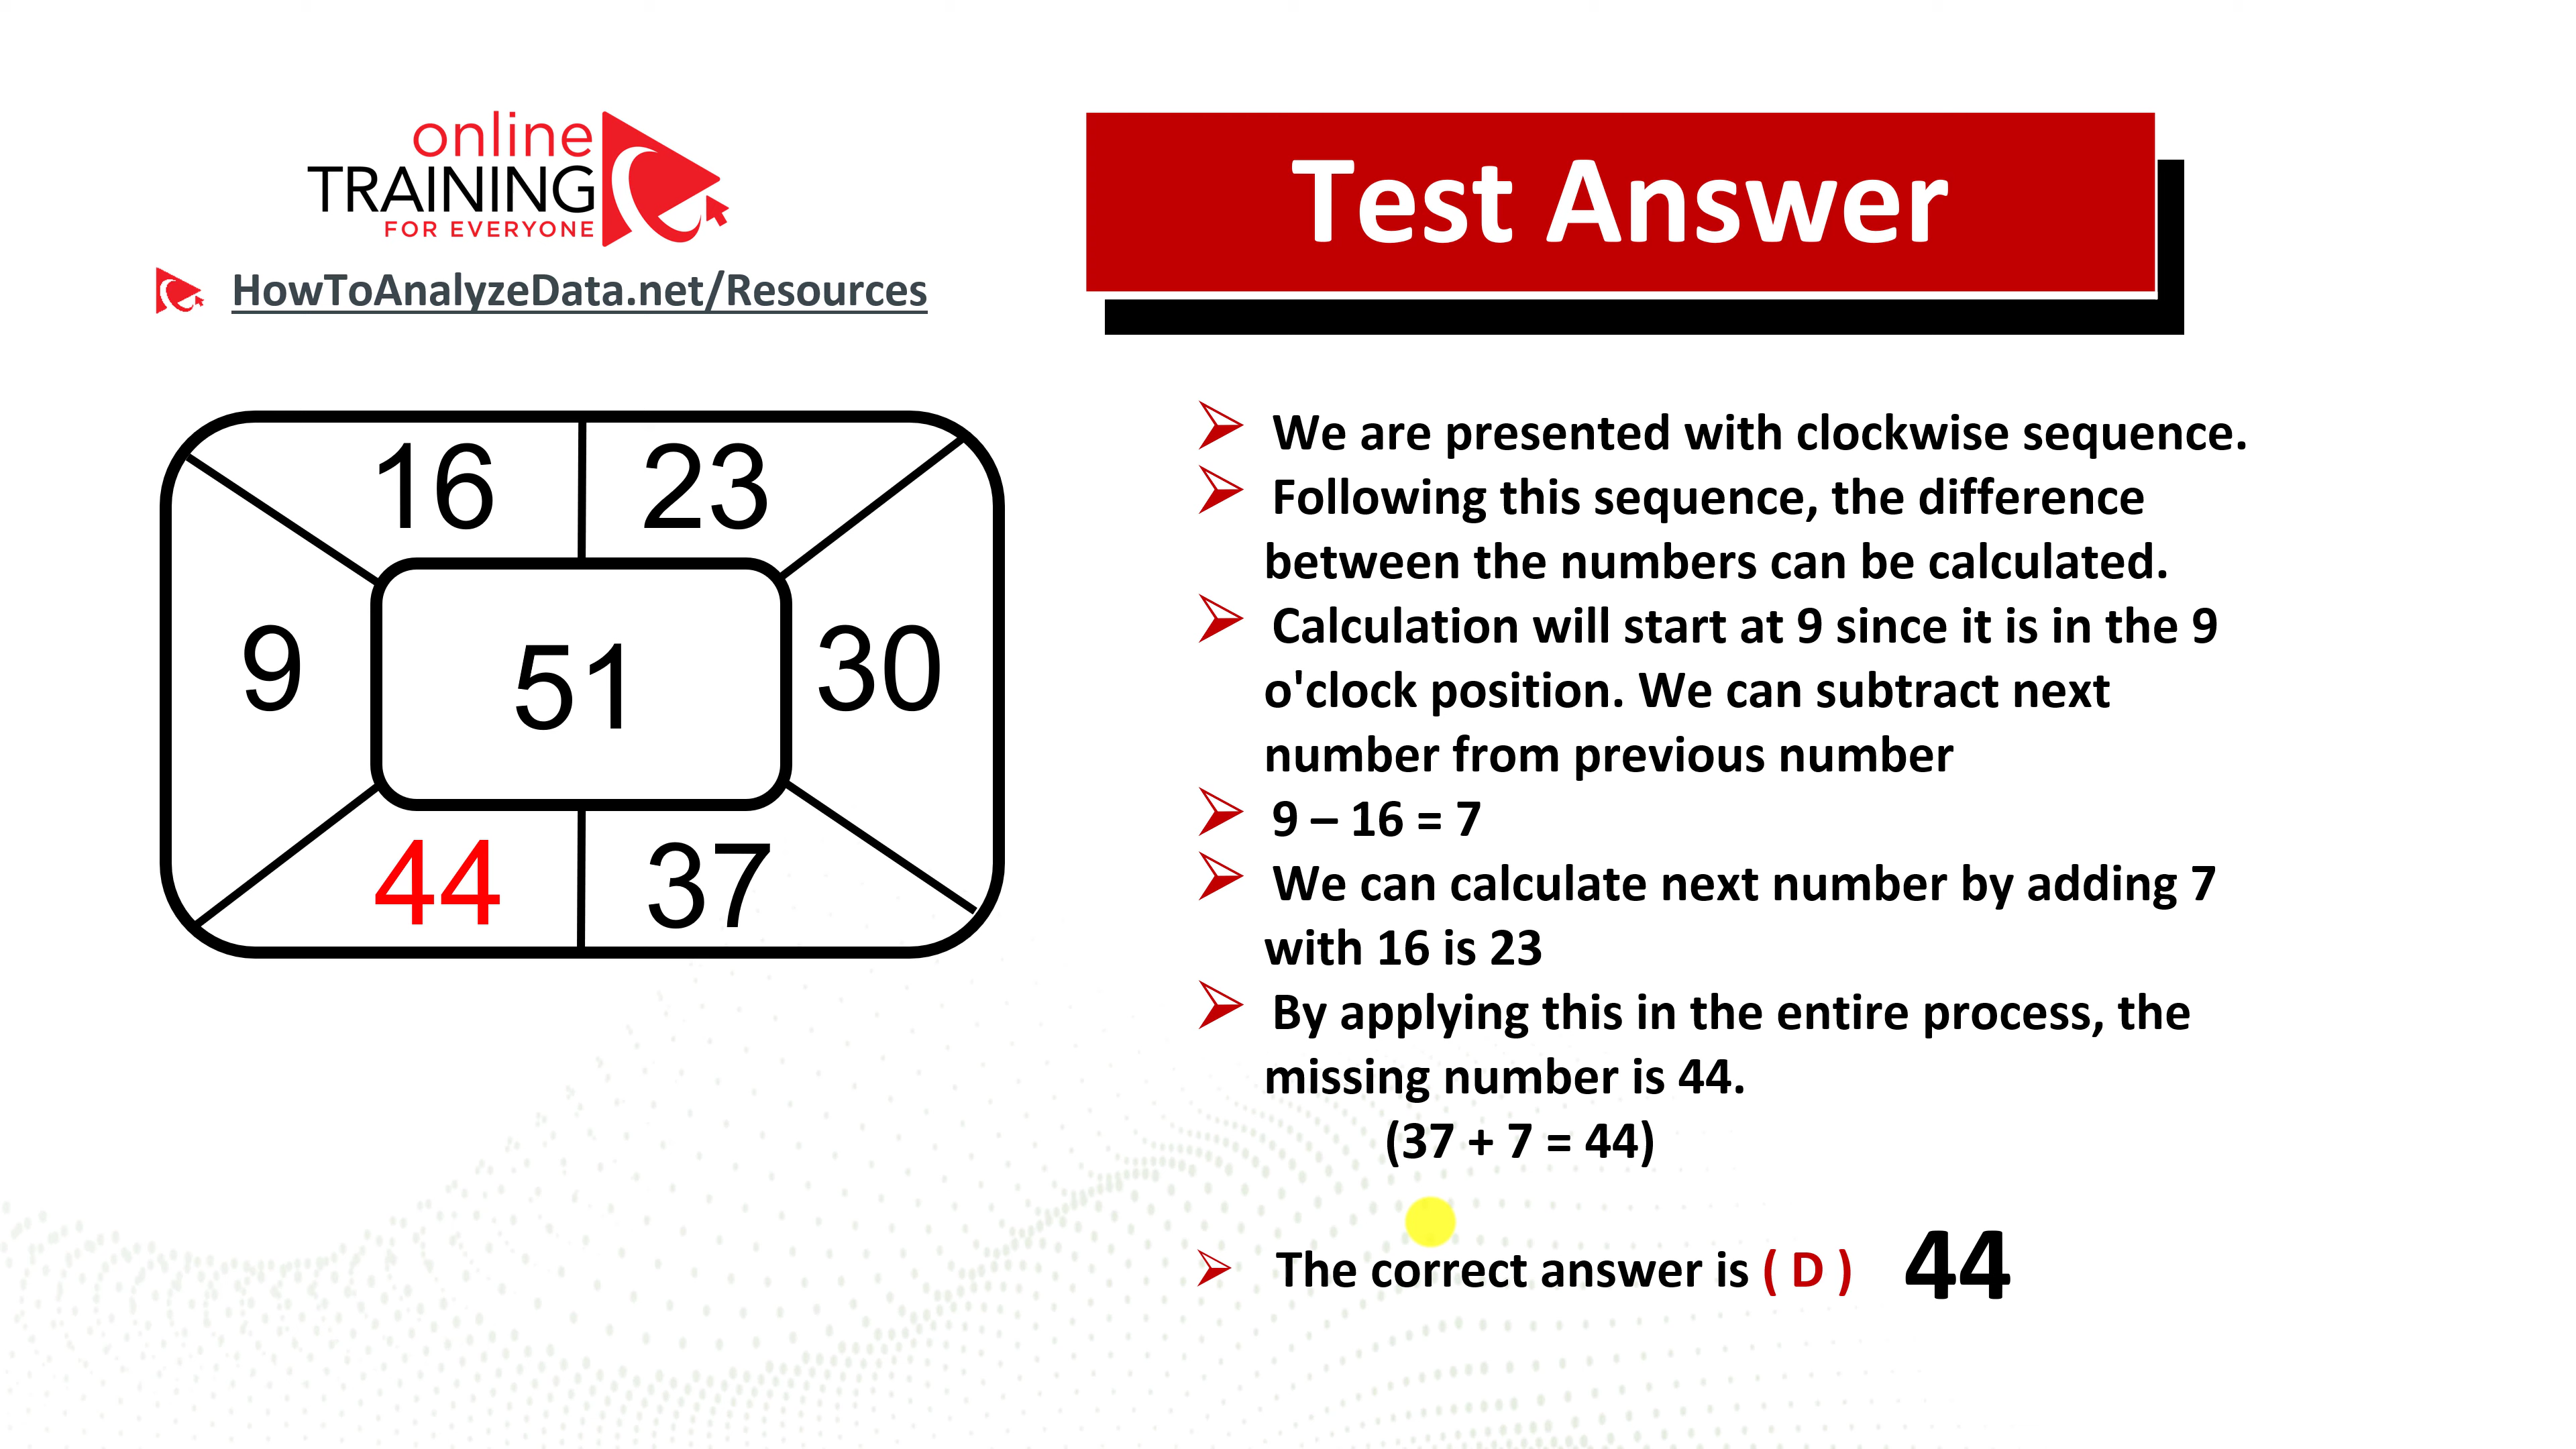 online
TRAINING
FOR EVERYONE
HowToAnalyzeData.net/Resources
Test Answer
16 23
9 51 30
44 37
We are presented with clockwise sequence.
Following this sequence, the difference
between the numbers can be calculated.
Calculation will start at 9 since it is in the 9
o'clock position. We can subtract next
number from previous number
9 – 16 = 7
We can calculate next number by adding 7
with 16 is 23
By applying this in the entire process, the
missing number is 44.
(37 + 7 = 44)
The correct answer is ( D ) 44